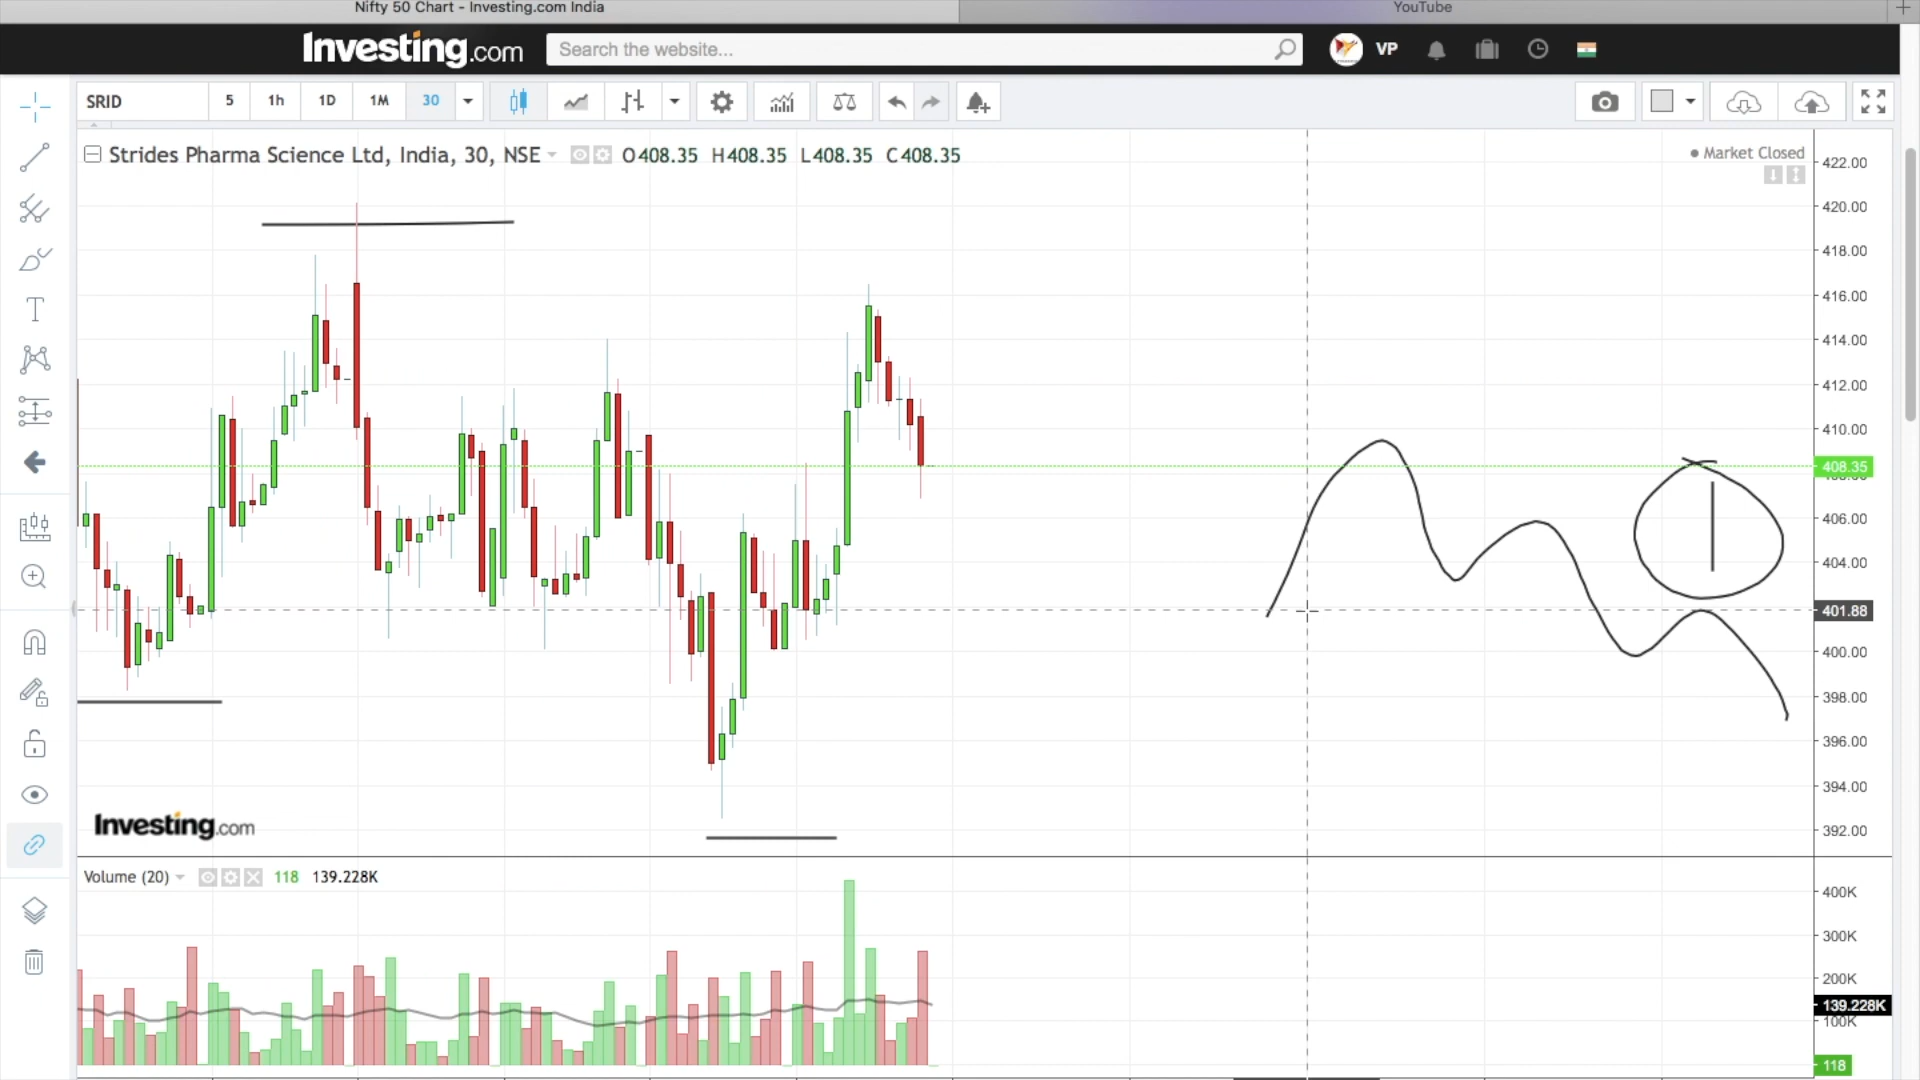 Nifty 50 Chart - Investing.com India
YouTube
Investing.com
Search the website...
VP
SRID
5
1h
1D
1M
30
Strides Pharma Science Ltd, India, 30, NSE
O408.35 H408.35 L408.35 C408.35
Market Closed
422.00
420.00
418.00
416.00
414.00
412.00
410.00
408.35
406.00
404.00
401.88
400.00
398.00
396.00
394.00
392.00
1
Investing.com
Volume (20)
118
139.228K
400K
300K
200K
139.228K
100K
118